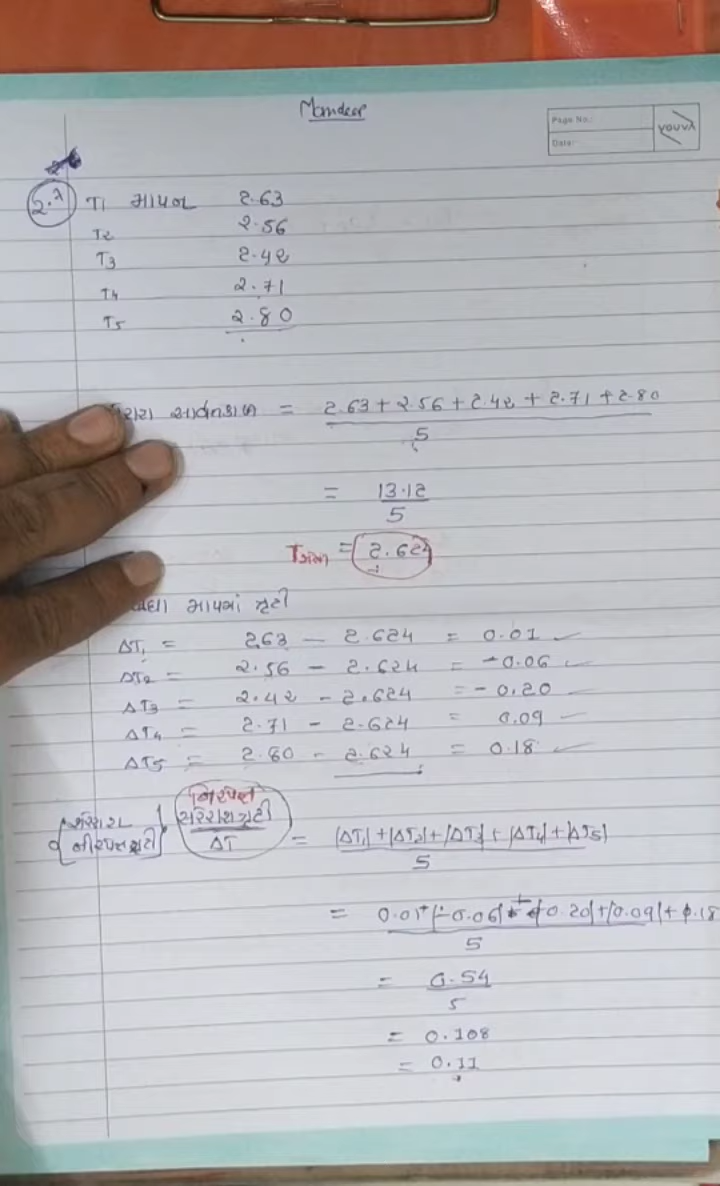 Mandeep
Page No.:
Date:
YOUVA
2.7 T1 માપન 2.63
T2 2.56
T3 2.42
T4 2.71
T5 2.80
આવર્તકાળ = 2.63 + 2.56 + 2.42 + 2.71 + 2.80
5
= 13.12
5
= 2.624
માપમાં ત્રુટી
ΔT1 = 2.63 – 2.624 = 0.01
ΔT2 = 2.56 – 2.624 = -0.06
ΔT3 = 2.42 – 2.624 = -0.20
ΔT4 = 2.71 – 2.624 = 0.09
ΔT5 = 2.80 – 2.624 = 0.18
નિરપેક્ષ
સરેરાશ ત્રુટી
ΔT = |ΔT1| + |ΔT2| + |ΔT3| + |ΔT4| + |ΔT5|
5
= 0.01 + |-0.06| + |0.20| + |0.09| + 0.18
5
= 0.54
5
= 0.108
= 0.11